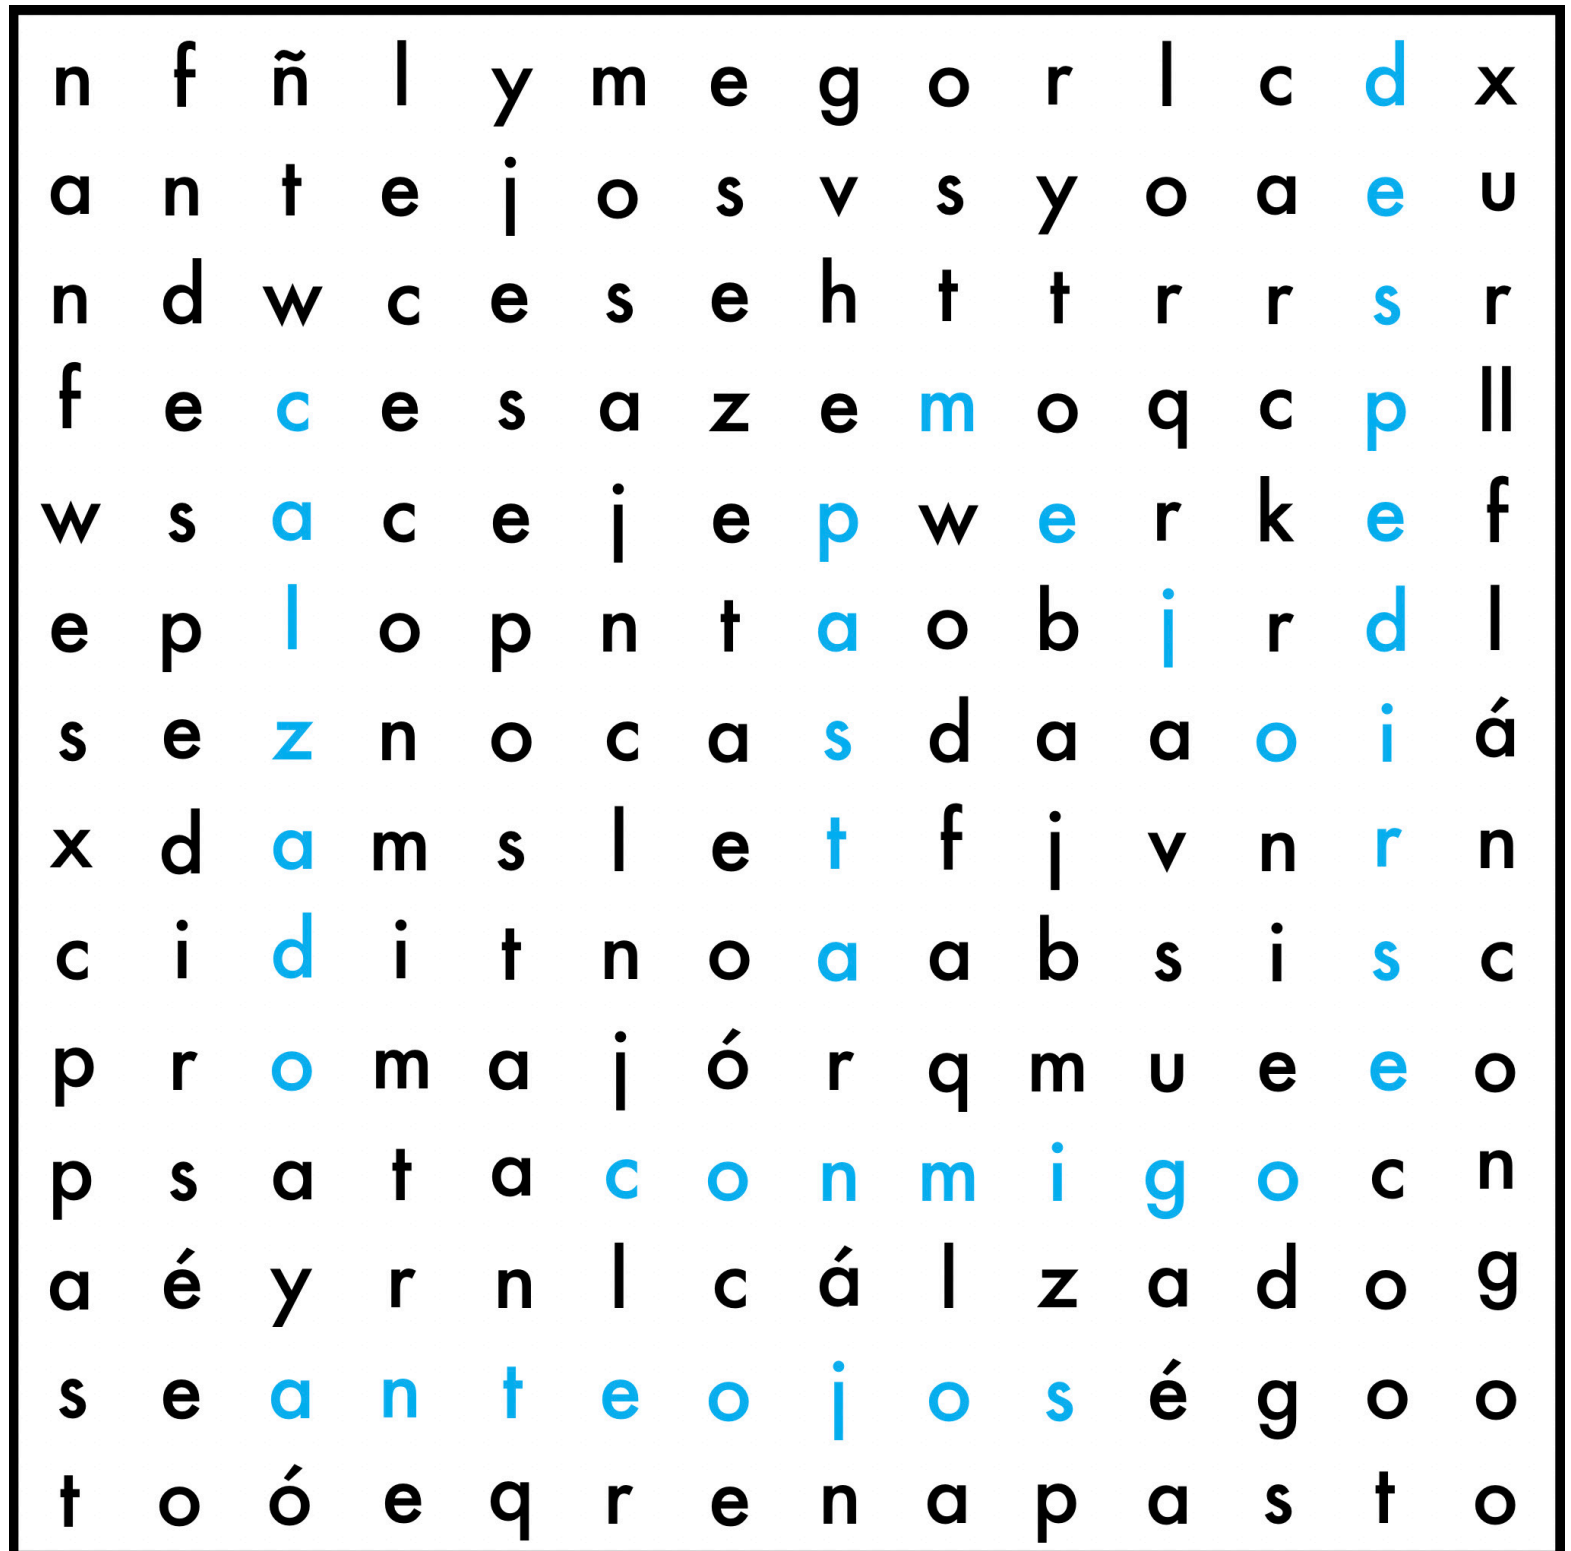 n f ñ l y m e g o r l c d x
a n t e j o s v s y o a e u
n d w c e s e h t t r r s r
f e c e s a z e m o q c p ll
w s a c e j e p w e r k e f
e p l o p n t a o b j r d l
s e z n o c a s d a a o i á
x d a m s l e t f j v n r n
c i d i t n o a a b s i s c
p r o m a j ó r q m u e e o
p s a t a c o n m i g o c n
a é y r n l c á l z a d o g
s e a n t e o j o s é g o o
t o ó e q r e n a p a s t o